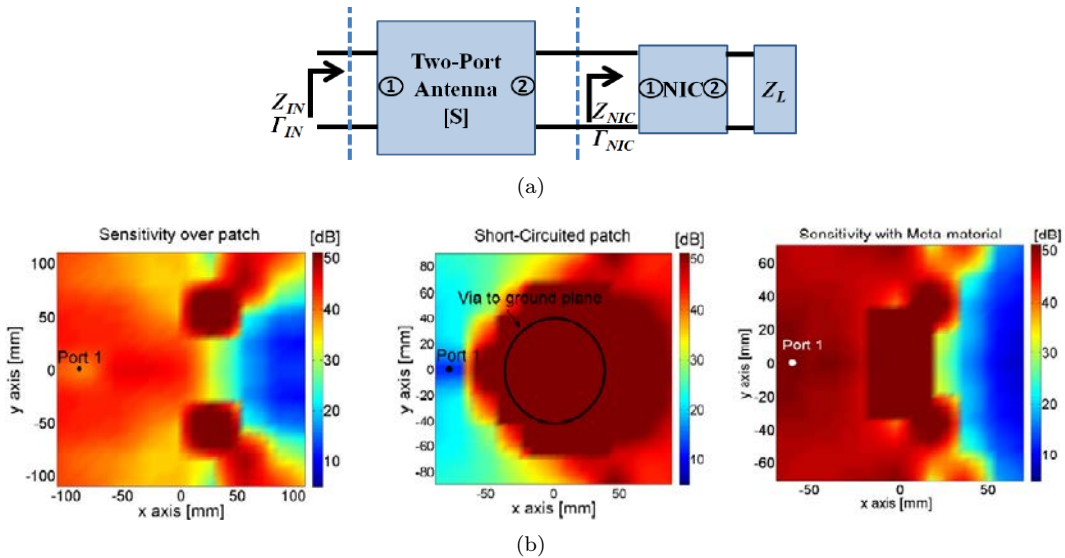 Two-Port
Antenna
[S]
① ②
Z_IN
Γ_IN
Z_NIC
Γ_NIC
① NIC ②
Z_L
(a)
Sensitivity over patch
[dB]
Port 1
y axis [mm]
100
50
0
-50
-100
-100 -50 0 50 100
x axis [mm]
50
40
30
20
10
Short-Circuited patch
[dB]
Via to ground plane
Port 1
y axis [mm]
80
60
40
20
0
-20
-40
-60
-80
-50 0 50
x axis [mm]
50
40
30
20
10
Sensitivity with Meta-material
[dB]
Port 1
y axis [mm]
60
40
20
0
-20
-40
-60
-50 0 50
x axis [mm]
50
40
30
20
10
(b)